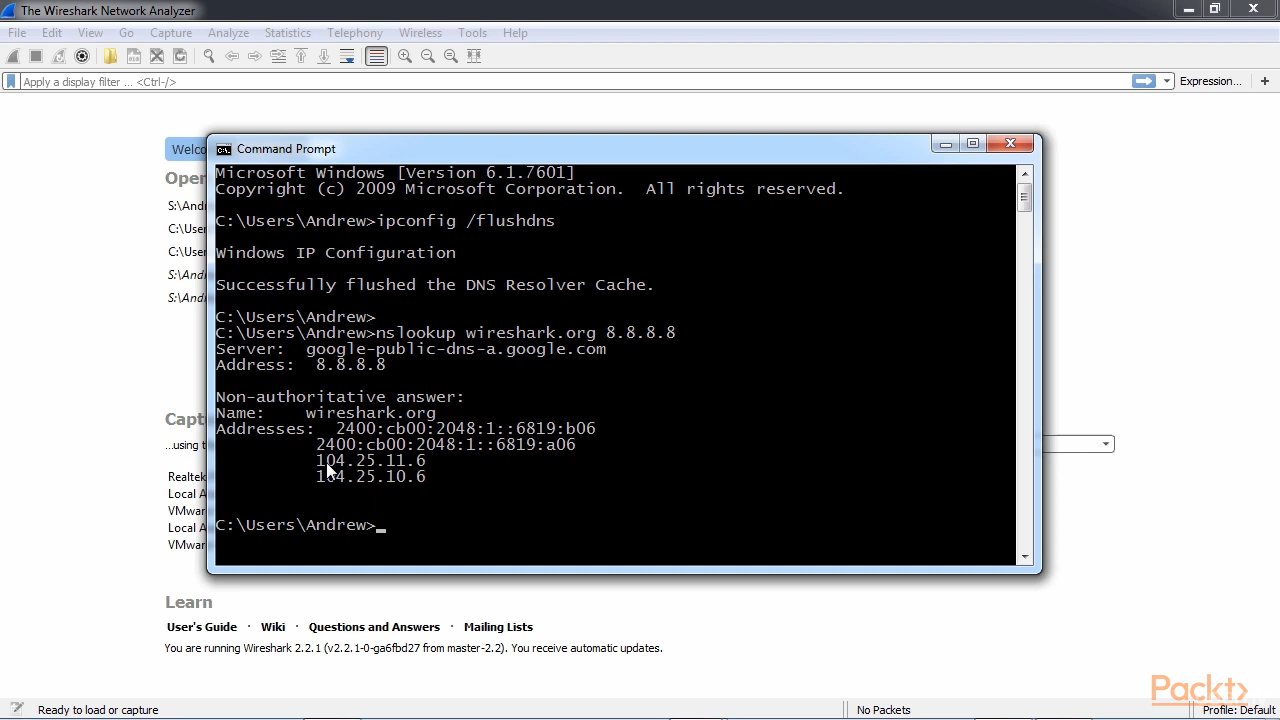 The Wireshark Network Analyzer
File Edit View Go Capture Analyze Statistics Telephony Wireless Tools Help
Apply a display filter ... <Ctrl-/>
Expression...
Command Prompt
Microsoft Windows [Version 6.1.7601]
Copyright (c) 2009 Microsoft Corporation. All rights reserved.
C:\Users\Andrew>ipconfig /flushdns
Windows IP Configuration
Successfully flushed the DNS Resolver Cache.
C:\Users\Andrew>
C:\Users\Andrew>nslookup wireshark.org 8.8.8.8
Server: google-public-dns-a.google.com
Address: 8.8.8.8
Non-authoritative answer:
Name: wireshark.org
Addresses: 2400:cb00:2048:1::6819:b06
2400:cb00:2048:1::6819:a06
104.25.11.6
104.25.10.6
C:\Users\Andrew>
Open
S:\And
C:\Use
C:\Use
S:\And
S:\And
...using
Realtek
Local A
VMwar
Local A
VMwar
Learn
User's Guide · Wiki · Questions and Answers · Mailing Lists
You are running Wireshark 2.2.1 (v2.2.1-0-ga6fbd27 from master-2.2). You receive automatic updates.
Packt
Ready to load or capture
No Packets
Profile: Default